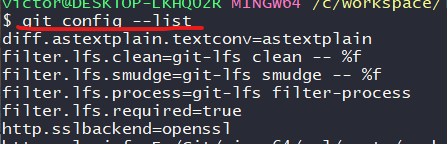 victor@DESKTOP-LKHQU2R MINGW64 /c/workspace/
$ git config --list
diff.astextplain.textconv=astextplain
filter.lfs.clean=git-lfs clean -- %f
filter.lfs.smudge=git-lfs smudge -- %f
filter.lfs.process=git-lfs filter-process
filter.lfs.required=true
http.sslbackend=openssl